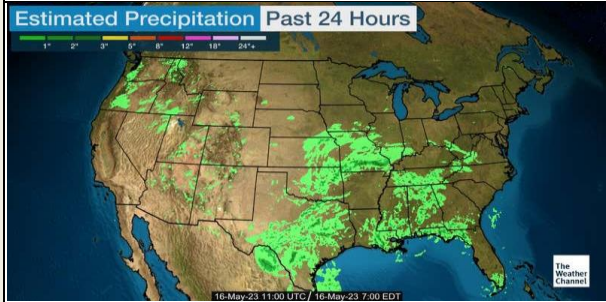 Estimated Precipitation Past 24 Hours
1" 2" 3" 5" 8" 12" 18" 24"+
The
Weather
Channel
16-May-23 11:00 UTC / 16-May-23 7:00 EDT